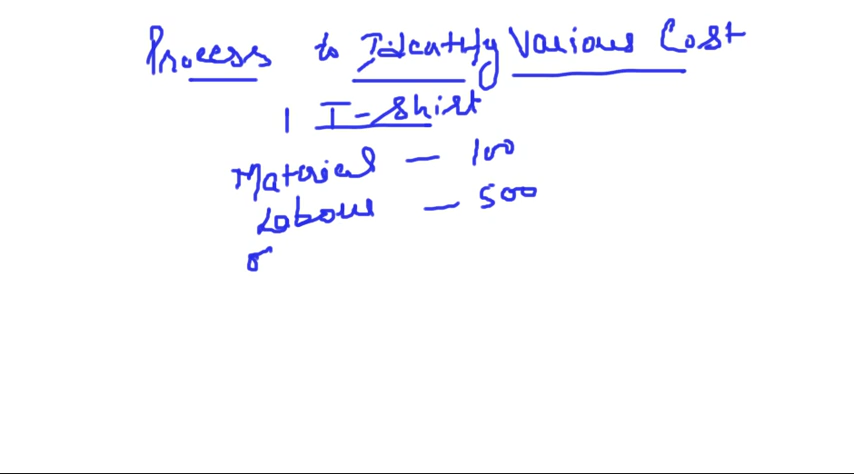 Process to Identify Various Cost
1 T-Shirt
Material — 100
Labour — 500
o